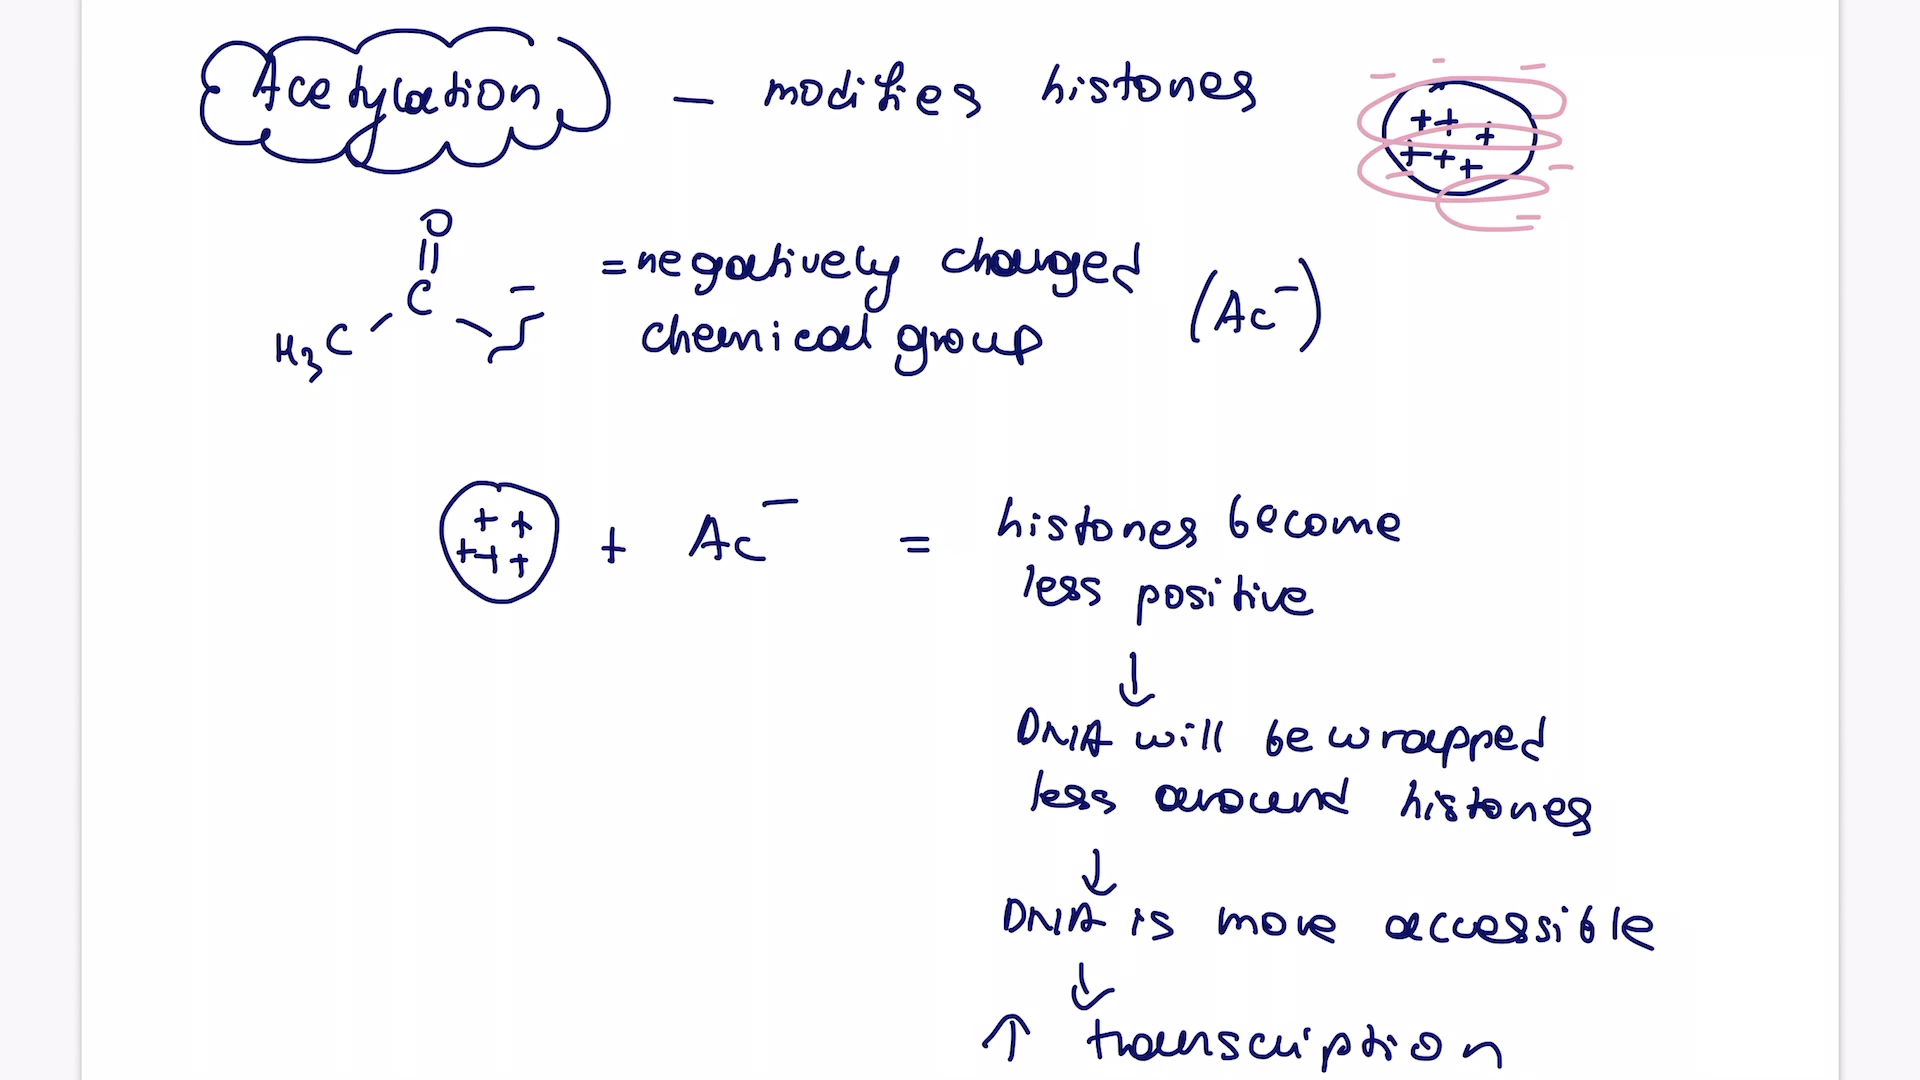 Acetylation – modifies histones
O
C
H3C
= negatively charged
chemical group (Ac⁻)
+ + + + +
+ Ac⁻ = histones become
less positive
↓
DNA will be wrapped
less around histones
↓
DNA is more accessible
↓
↑ transcription